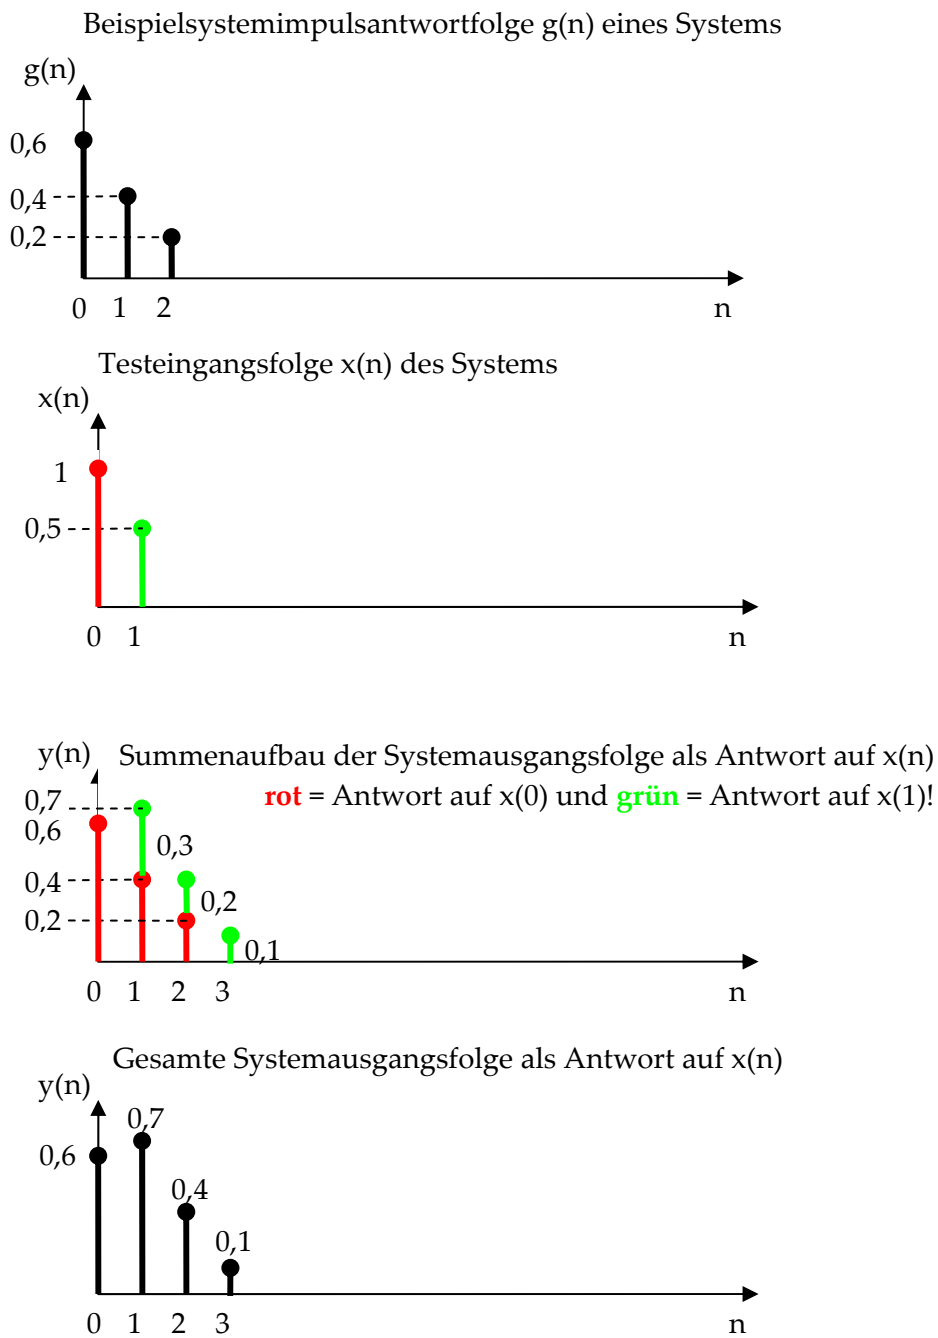 Beispielsystemimpulsantwortfolge g(n) eines Systems
g(n)
0,6
0,4
0,2
0 1 2 n
Testeingangsfolge x(n) des Systems
x(n)
1
0,5
0 1 n
y(n) Summenaufbau der Systemausgangsfolge als Antwort auf x(n)
rot = Antwort auf x(0) und grün = Antwort auf x(1)!
0,7
0,6
0,3
0,4
0,2
0,2
0,1
0 1 2 3 n
Gesamte Systemausgangsfolge als Antwort auf x(n)
y(n)
0,7
0,6
0,4
0,1
0 1 2 3 n